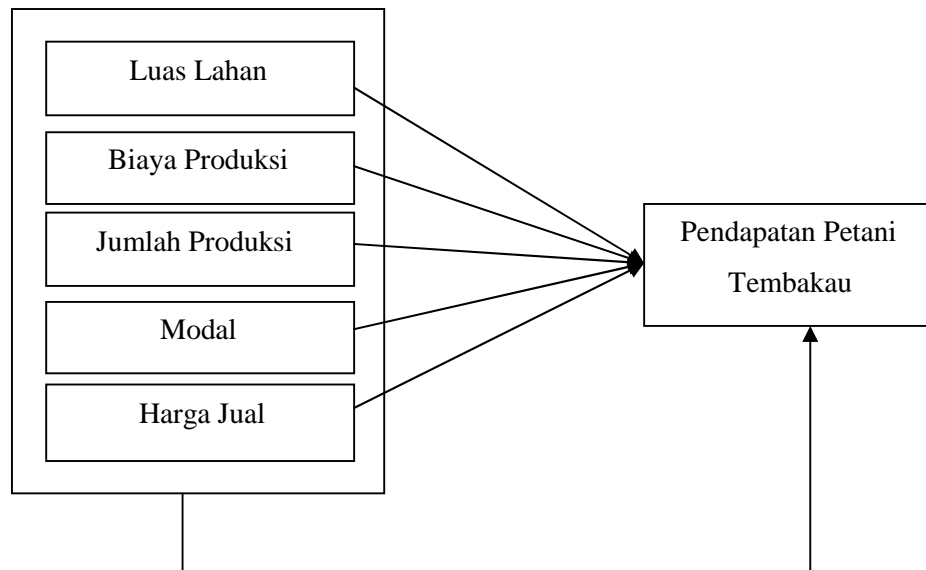 Luas Lahan
Biaya Produksi
Jumlah Produksi
Modal
Harga Jual
Pendapatan Petani
Tembakau